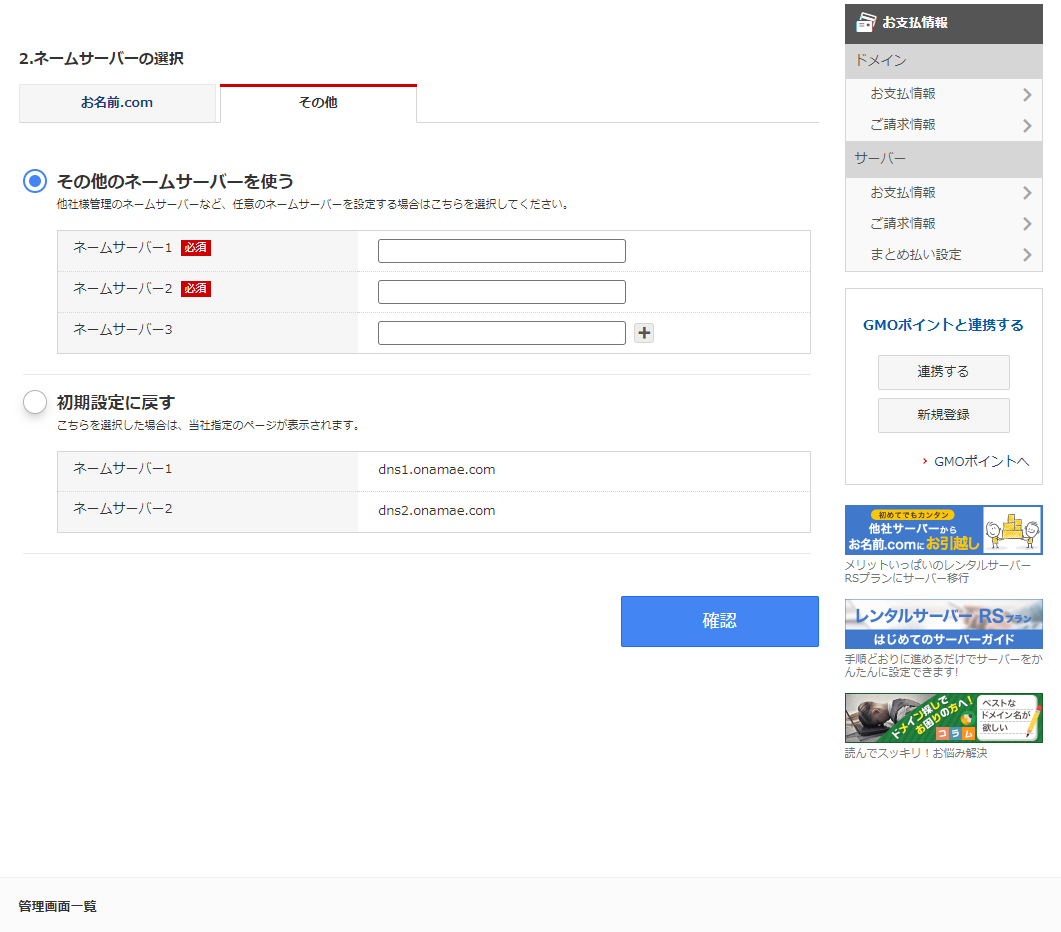 2.ネームサーバーの選択
お名前.com
その他
その他のネームサーバーを使う
他社様管理のネームサーバーなど、任意のネームサーバーを設定する場合はこちらを選択してください。
ネームサーバー1 必須
ネームサーバー2 必須
ネームサーバー3
初期設定に戻す
こちらを選択した場合は、当社指定のページが表示されます。
ネームサーバー1 dns1.onamae.com
ネームサーバー2 dns2.onamae.com
確認
お支払情報
ドメイン
お支払情報
ご請求情報
サーバー
お支払情報
ご請求情報
まとめ払い設定
GMOポイントと連携する
連携する
新規登録
GMOポイントへ
初めてでもカンタン
他社サーバーから
お名前.comにお引越し
メリットいっぱいのレンタルサーバー
RSプランにサーバー移行
レンタルサーバー RSプラン
はじめてのサーバーガイド
手順どおりに進めるだけでサーバーをか
んたんに設定できます!
ドメイン探しで
お困りの方へ!
コラム
ベストな
ドメイン名が
欲しい
読んでスッキリ！お悩み解決
管理画面一覧